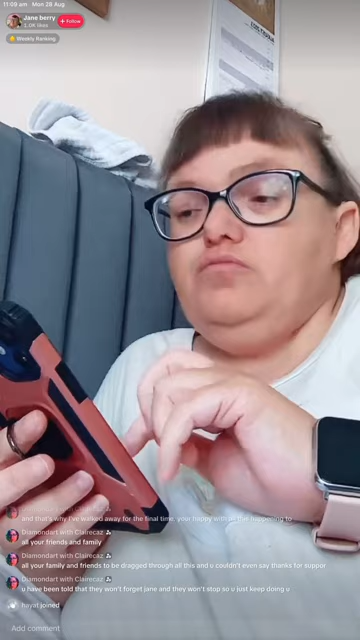 11:09 am Mon 28 Aug
Jane berry
+ Follow
Weekly Ranking
and that's why I've walked away for the final time. your happy with all this happening to
all your friends and family
Diamondart with Clairecaz
all your family and friends to be dragged through all this and u couldn't even say thanks for suppor
Diamondart with Clairecaz
u have been told that they won't forget jane and they won't stop so u just keep doing u
hayat joined
Add comment